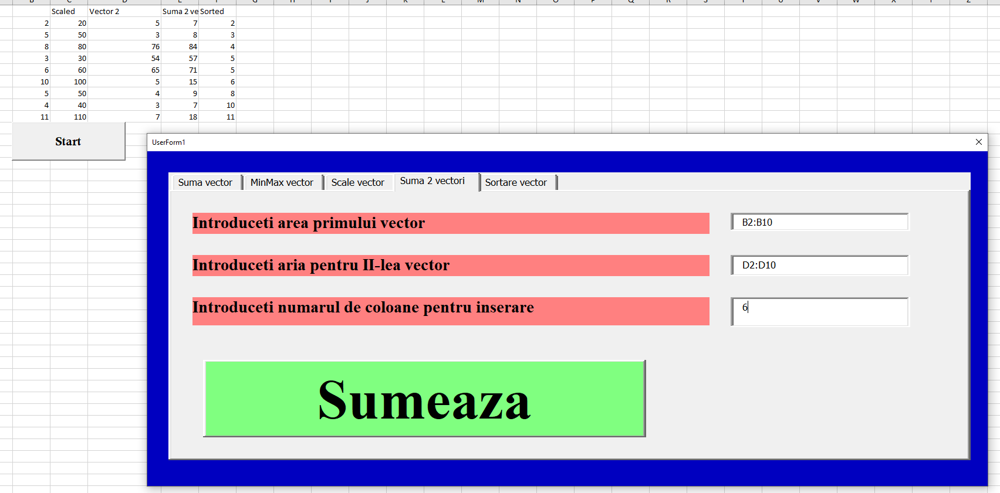 B C D E F G H I J K L M N O P Q R S T U V W X Y Z
Scaled Vector 2 Suma 2 ve Sorted
2 20 5 7 2
5 50 3 8 3
8 80 76 84 4
3 30 54 57 5
6 60 65 71 5
10 100 5 15 6
5 50 4 9 8
4 40 3 7 10
11 110 7 18 11
Start
UserForm1
Suma vector MinMax vector Scale vector Suma 2 vectori Sortare vector
Introduceti area primului vector B2:B10
Introduceti aria pentru II-lea vector D2:D10
Introduceti numarul de coloane pentru inserare 6
Sumeaza